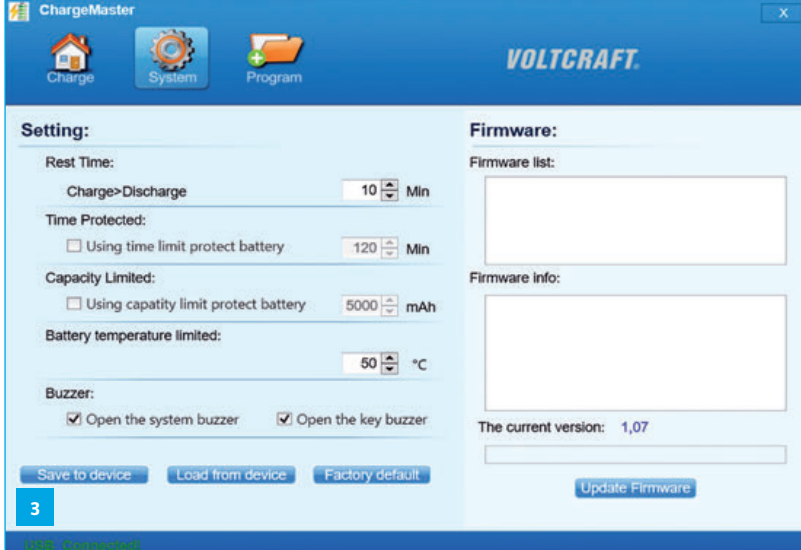 ChargeMaster
X
Charge
System
Program
VOLTCRAFT.
Setting:
Rest Time:
Charge>Discharge 10 Min
Time Protected:
Using time limit protect battery 120 Min
Capacity Limited:
Using capatity limit protect battery 5000 mAh
Battery temperature limited:
50 °C
Buzzer:
Open the system buzzer Open the key buzzer
Save to device Load from device Factory default
3
Firmware:
Firmware list:
Firmware info:
The current version: 1,07
Update Firmware
USB Connected!